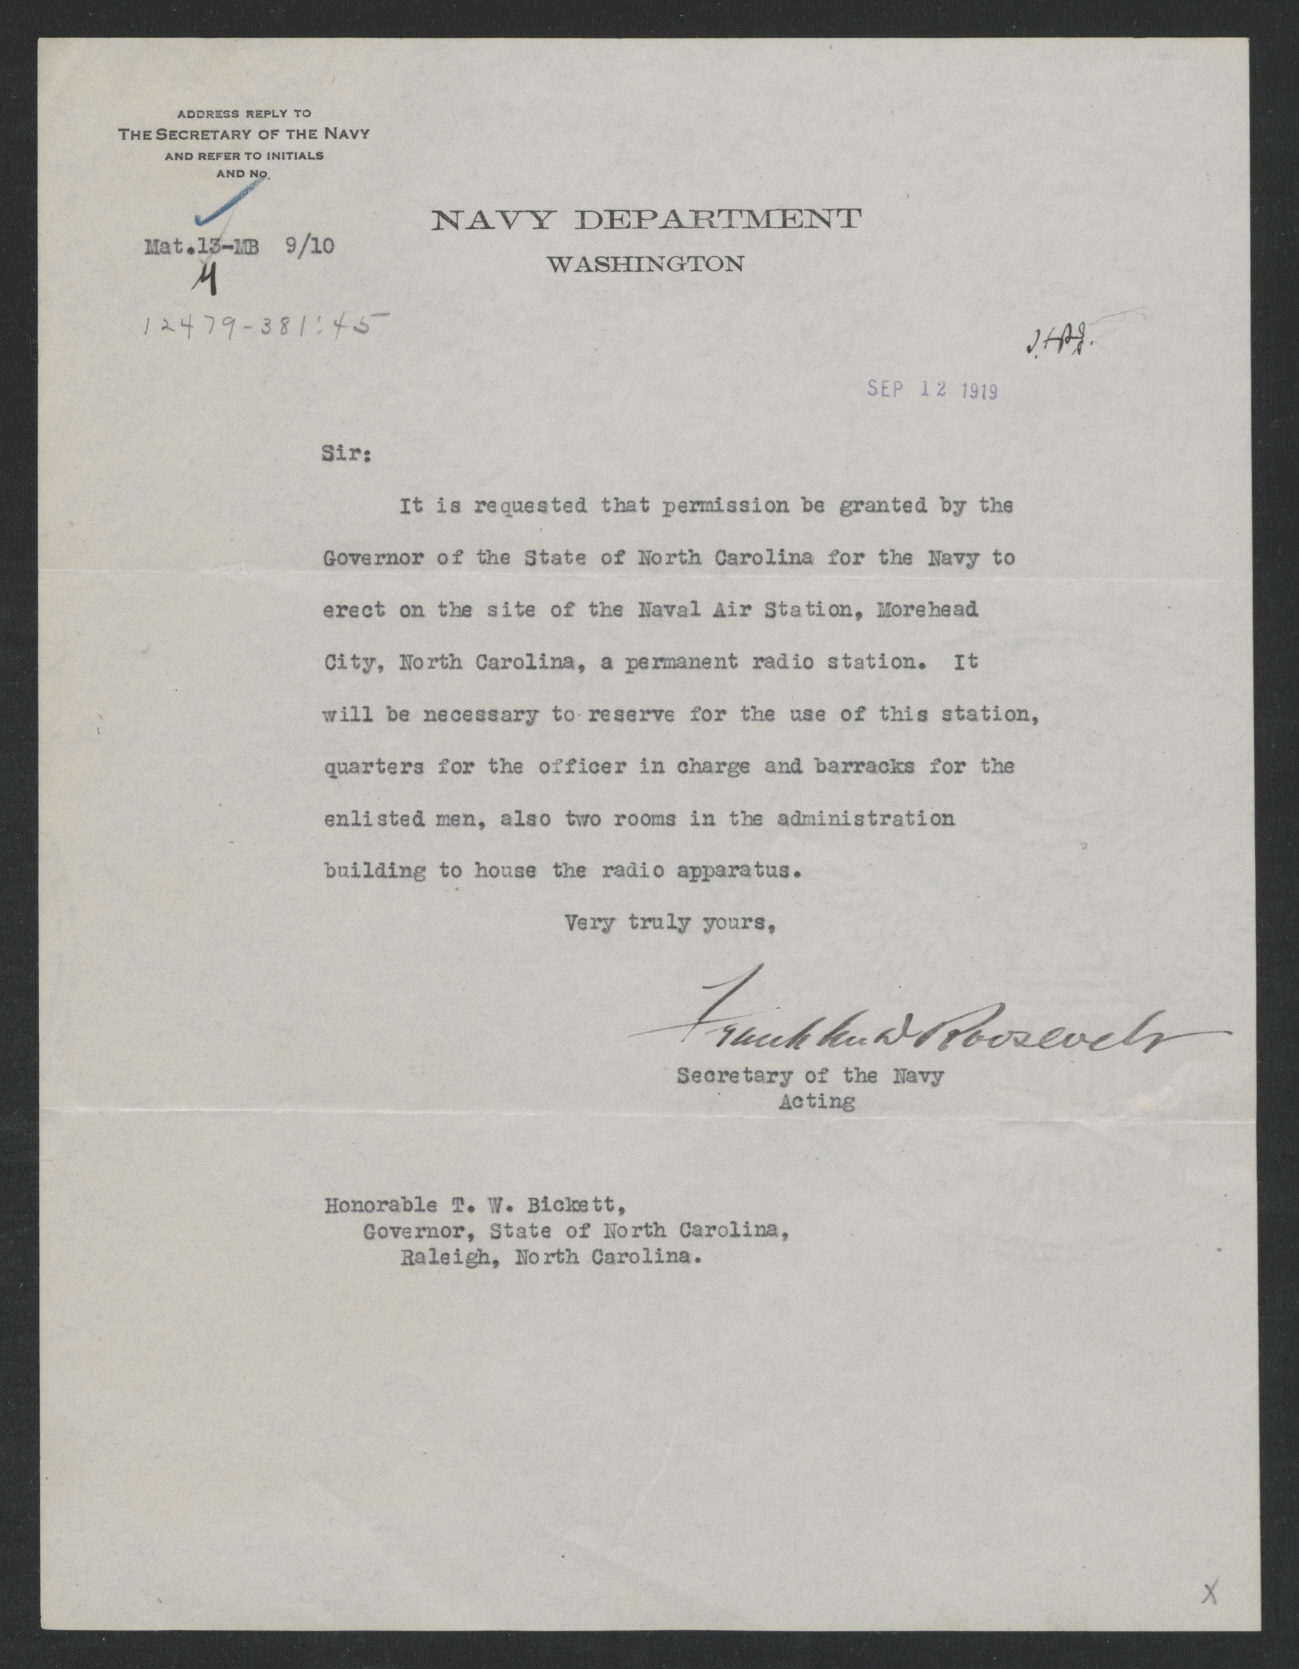 ADDRESS REPLY TO
THE SECRETARY OF THE NAVY
AND REFER TO INITIALS
AND No.
NAVY DEPARTMENT
WASHINGTON
Mat.13-MB 9/10
12479-381:45
SEP 12 1919
Sir:
It is requested that permission be granted by the
Governor of the State of North Carolina for the Navy to
erect on the site of the Naval Air Station, Morehead
City, North Carolina, a permanent radio station. It
will be necessary to reserve for the use of this station,
quarters for the officer in charge and barracks for the
enlisted men, also two rooms in the administration
building to house the radio apparatus.
Very truly yours,
Franklin D Roosevelt
Secretary of the Navy
Acting
Honorable T. W. Bickett,
Governor, State of North Carolina,
Raleigh, North Carolina.
X